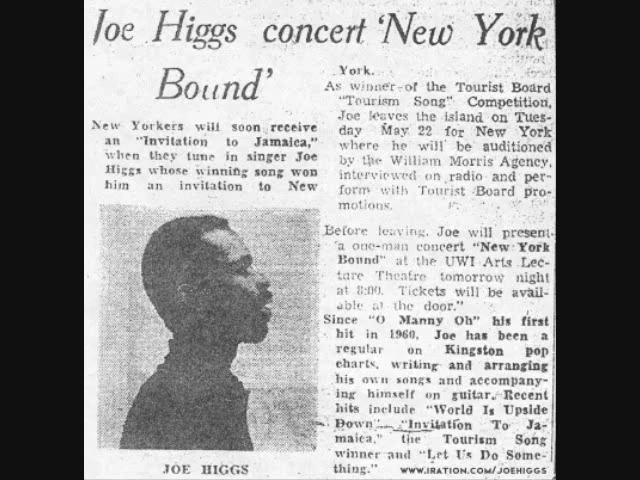 Joe Higgs concert 'New York
Bound'
New Yorkers will soon receive
an "Invitation to Jamaica,"
when they tune in singer Joe
Higgs whose winning song won
him an invitation to New
York.
As winner of the Tourist Board
"Tourism Song" Competition,
Joe leaves the island on Tues-
day May 22 for New York
where he will be auditioned
by the William Morris Agency,
interviewed on radio and per-
form with Tourist Board pro-
motions.
Before leaving, Joe will present
a one-man concert "New York
Bound" at the UWI Arts Lec-
ture Theatre tomorrow night
at 8:00. Tickets will be avail-
able at the door."
Since "O Manny Oh" his first
hit in 1960, Joe has been a
regular on Kingston pop
charts, writing and arranging
his own songs and accompany-
ing himself on guitar. Recent
hits include "World Is Upside
Down" "Invitation To Ja-
maica," the Tourism Song
winner and "Let Us Do Some-
thing."
JOE HIGGS
WWW.IRATION.COM/JOEHIGGS